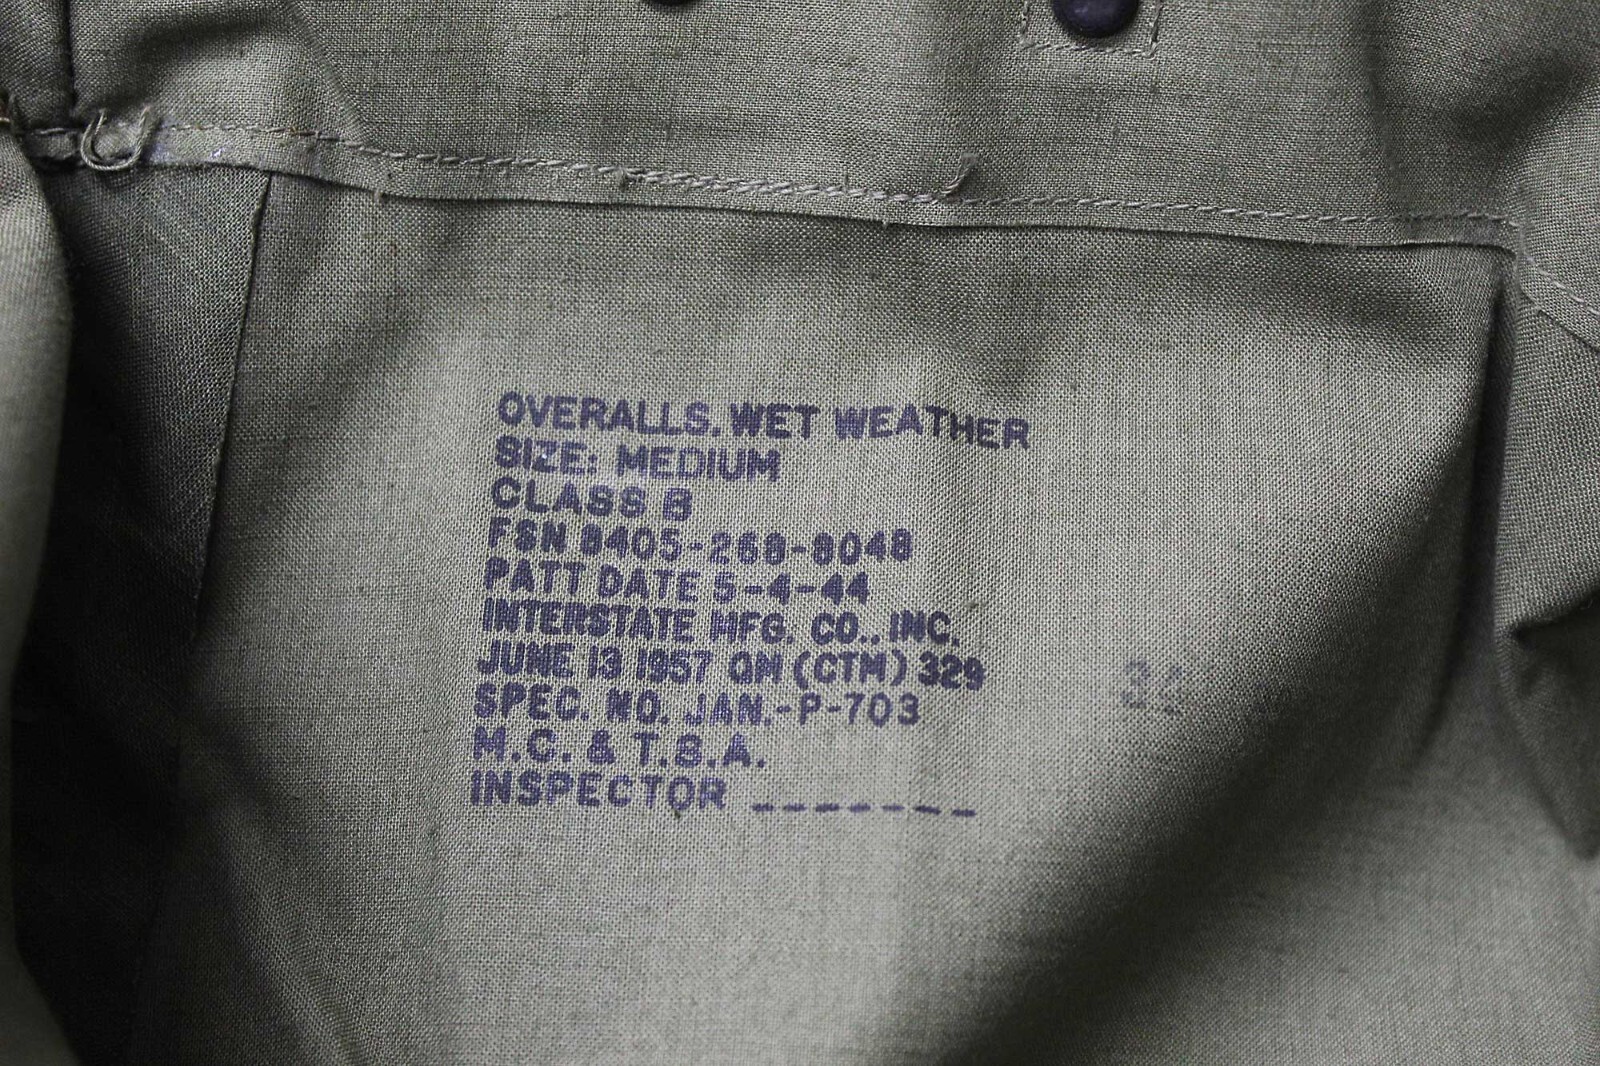 OVERALLS, WET WEATHER
SIZE: MEDIUM
CLASS B
FSN 8405-268-8048
PATT DATE 5-4-44
INTERSTATE MFG. CO., INC.
JUNE 13 1957 QM (CTM) 329
SPEC. NO. JAN.-P-703
M.C. & T.S.A.
INSPECTOR _______